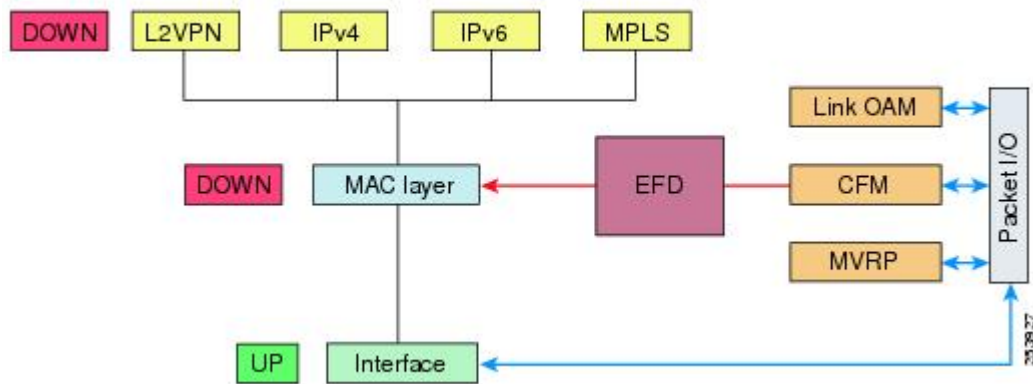 DOWN
L2VPN
IPv4
IPv6
MPLS
Link OAM
DOWN
MAC layer
EFD
CFM
Packet I/O
MVRP
UP
Interface